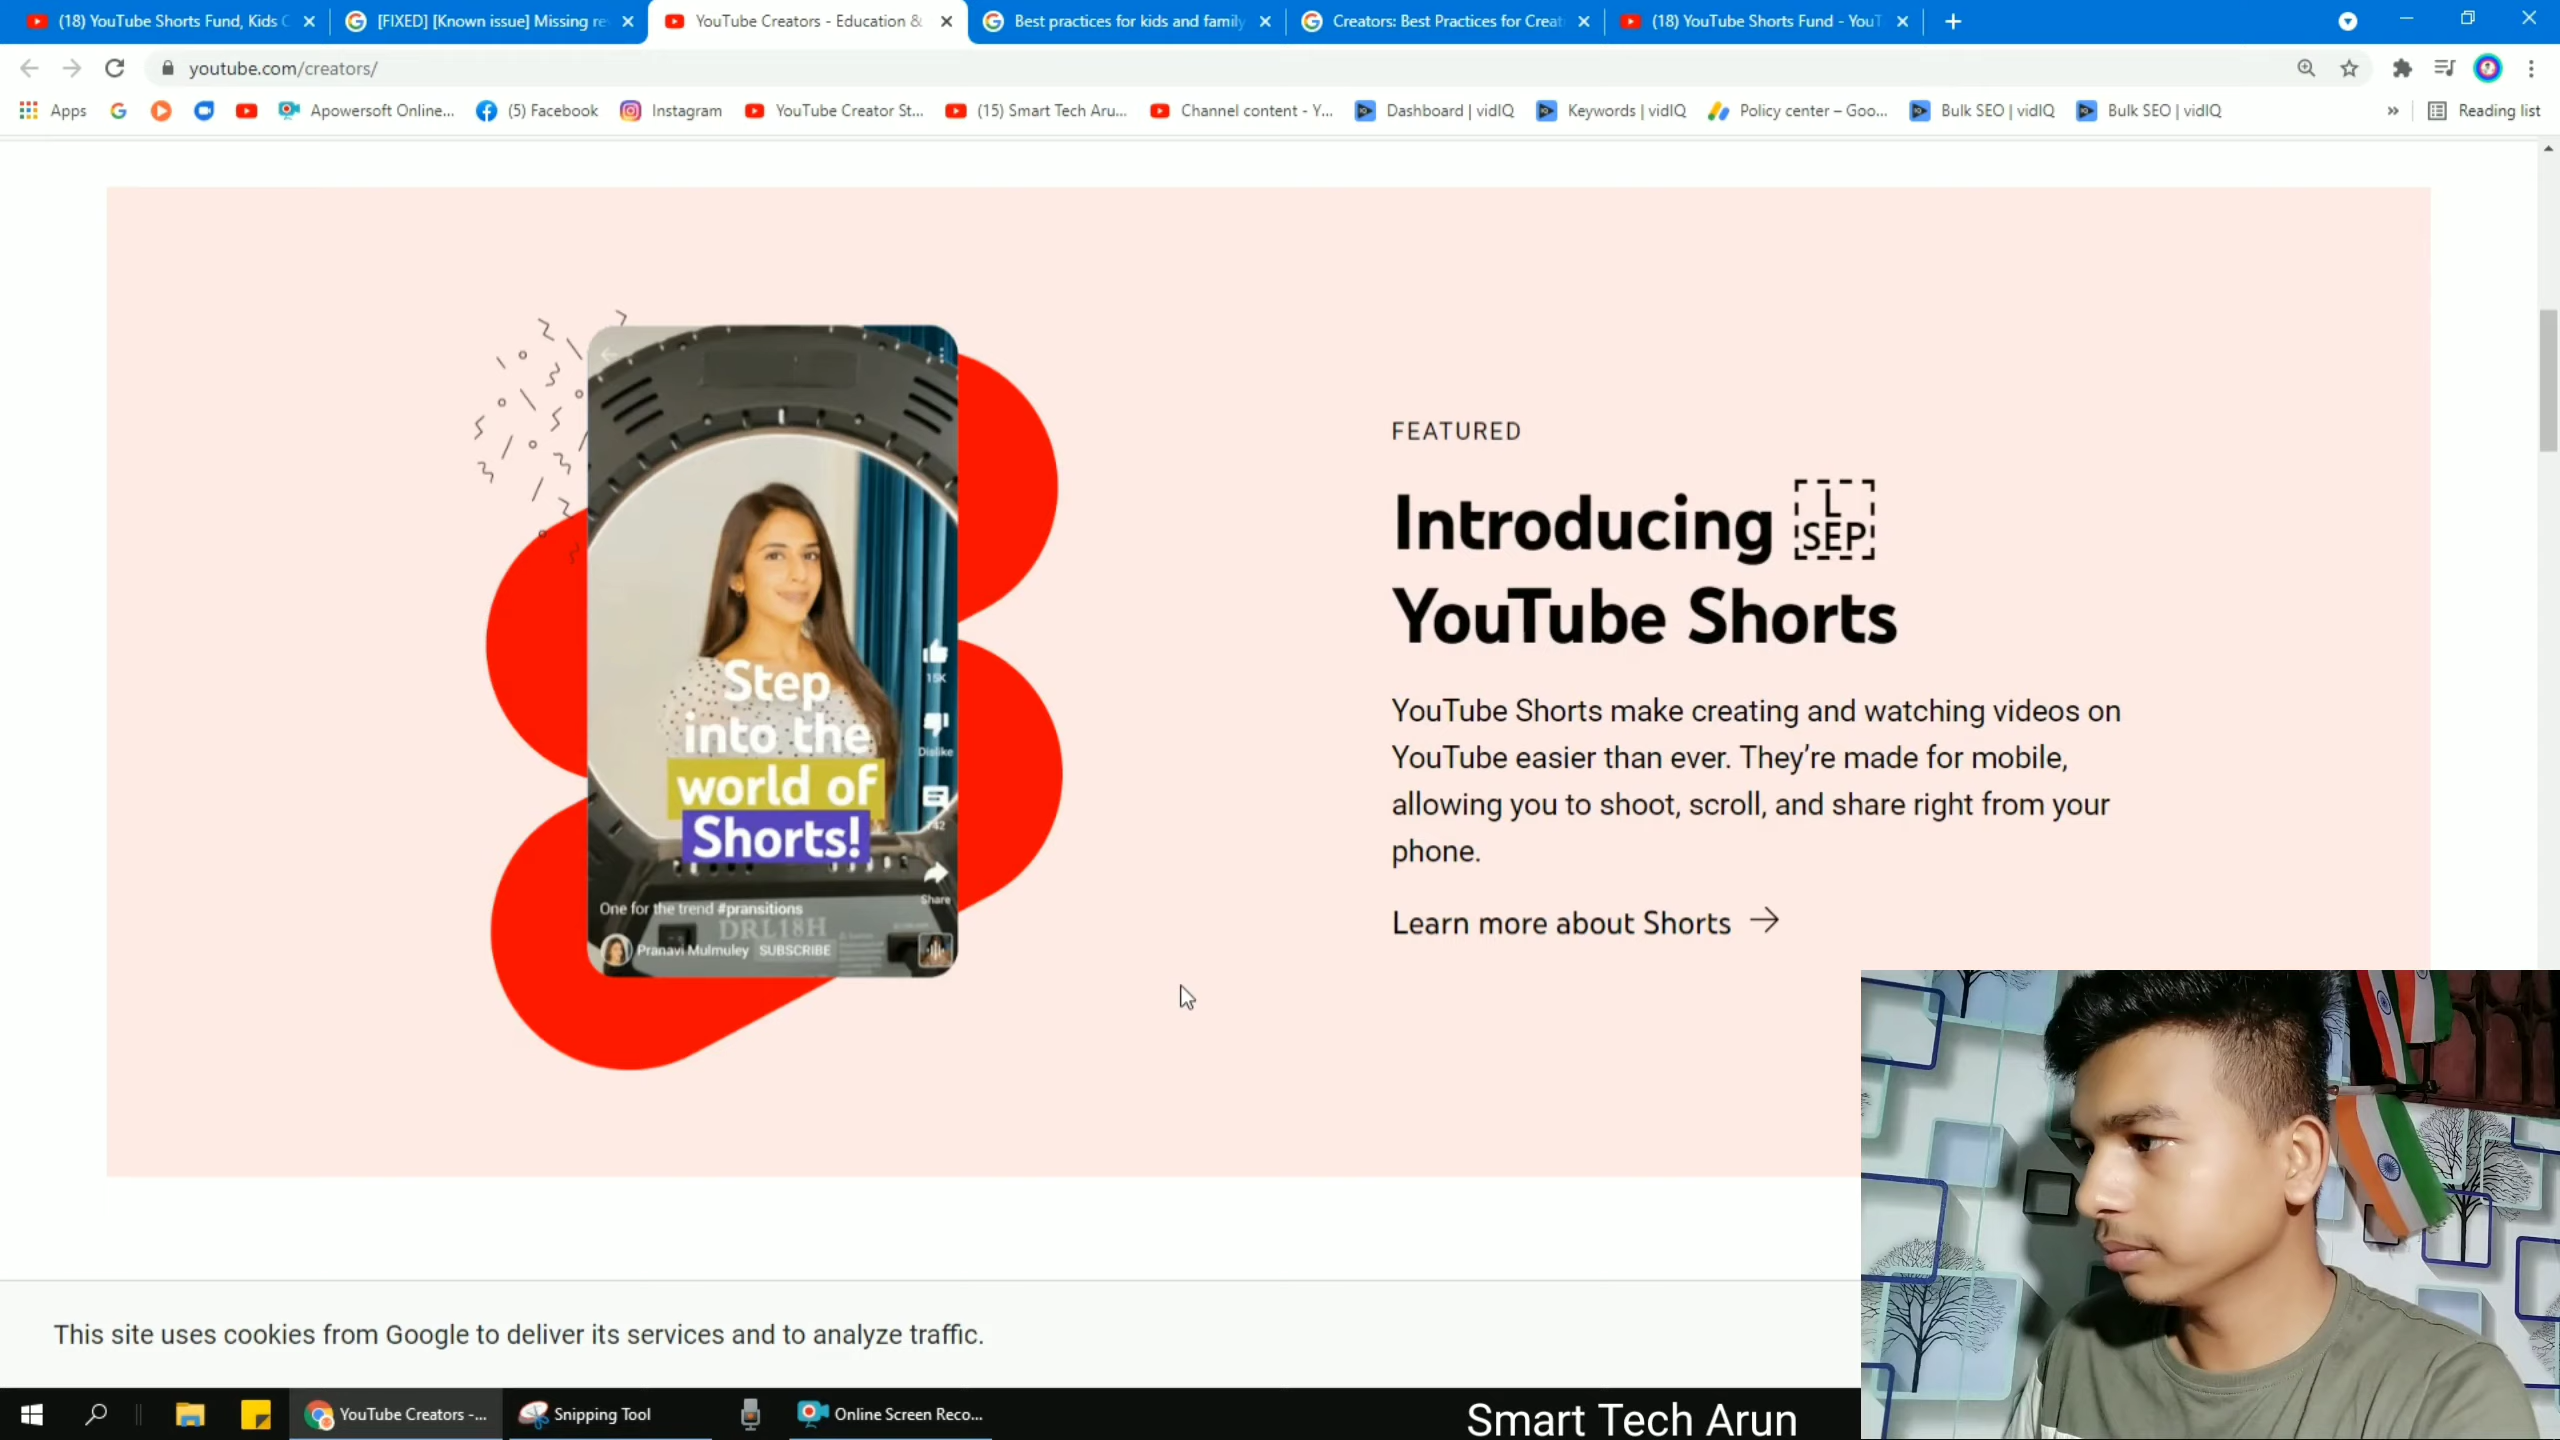 (18) YouTube Shorts Fund, Kids C
[FIXED] [Known issue] Missing re
YouTube Creators - Education &
Best practices for kids and family
Creators: Best Practices for Creat
(18) YouTube Shorts Fund - YouT
youtube.com/creators/
Apps
Apowersoft Online...
(5) Facebook
Instagram
YouTube Creator St...
(15) Smart Tech Aru...
Channel content - Y...
Dashboard | vidIQ
Keywords | vidIQ
Policy center – Goo...
Bulk SEO | vidIQ
Bulk SEO | vidIQ
»
Reading list
Step
into the
world of
Shorts!
15K
Dislike
742
Share
One for the trend #pransitions
DRL18H
Pranavi Mulmuley SUBSCRIBE
FEATURED
Introducing L SEP
YouTube Shorts
YouTube Shorts make creating and watching videos on
YouTube easier than ever. They’re made for mobile,
allowing you to shoot, scroll, and share right from your
phone.
Learn more about Shorts →
This site uses cookies from Google to deliver its services and to analyze traffic.
YouTube Creators -...
Snipping Tool
Online Screen Reco...
Smart Tech Arun